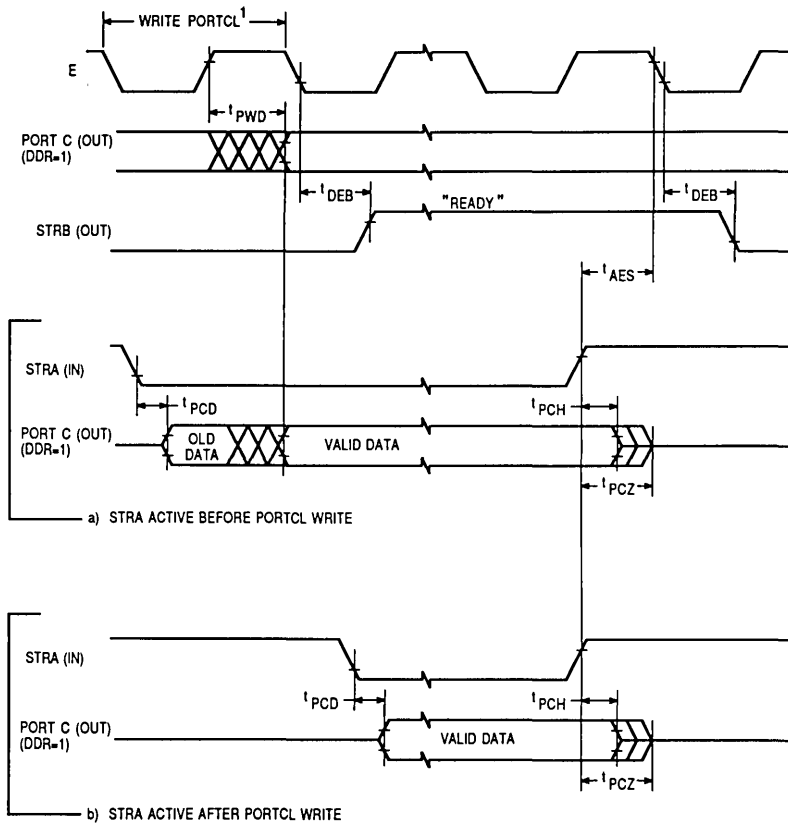 WRITE PORTCL1
E
tPWD
PORT C (OUT)
(DDR=1)
tDEB
"READY"
tDEB
STRB (OUT)
tAES
STRA (IN)
tPCD
tPCH
PORT C (OUT)
(DDR=1)
OLD
DATA
VALID DATA
tPCZ
a) STRA ACTIVE BEFORE PORTCL WRITE
STRA (IN)
tPCD
tPCH
PORT C (OUT)
(DDR=1)
VALID DATA
tPCZ
b) STRA ACTIVE AFTER PORTCL WRITE